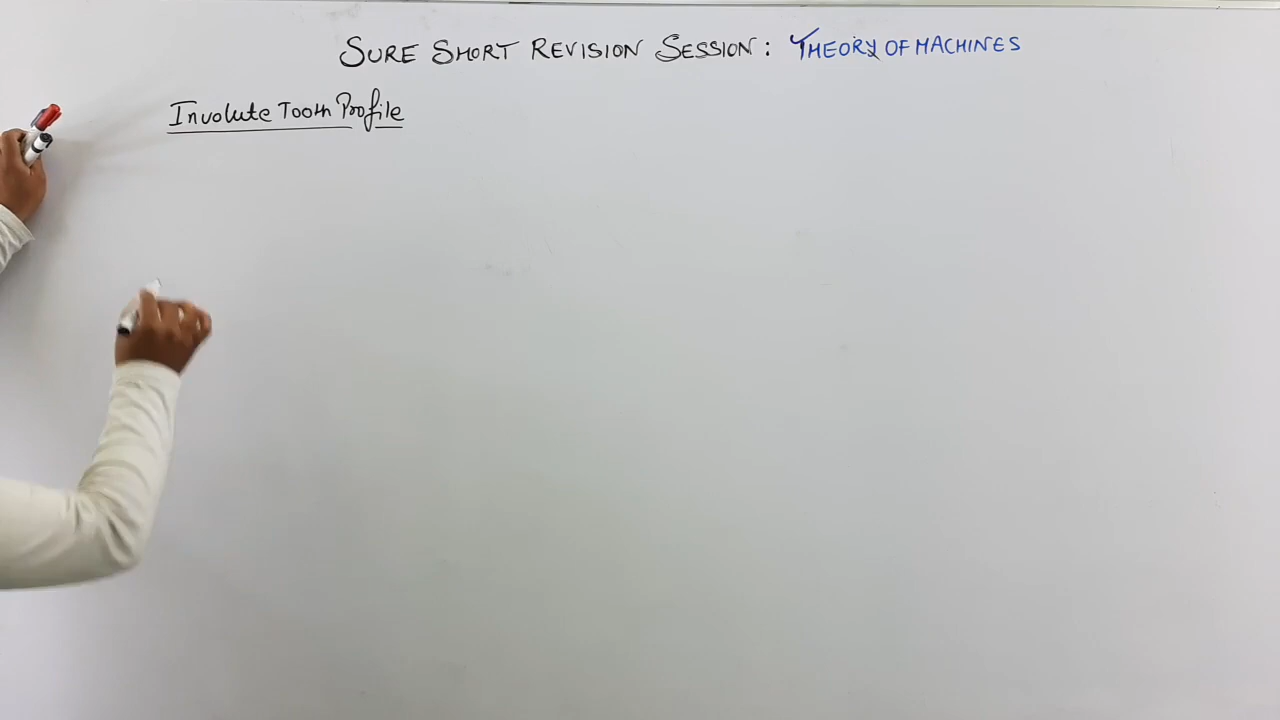 SURE SHORT REVISION SESSION: THEORY OF MACHINES
Involute Tooth Profile